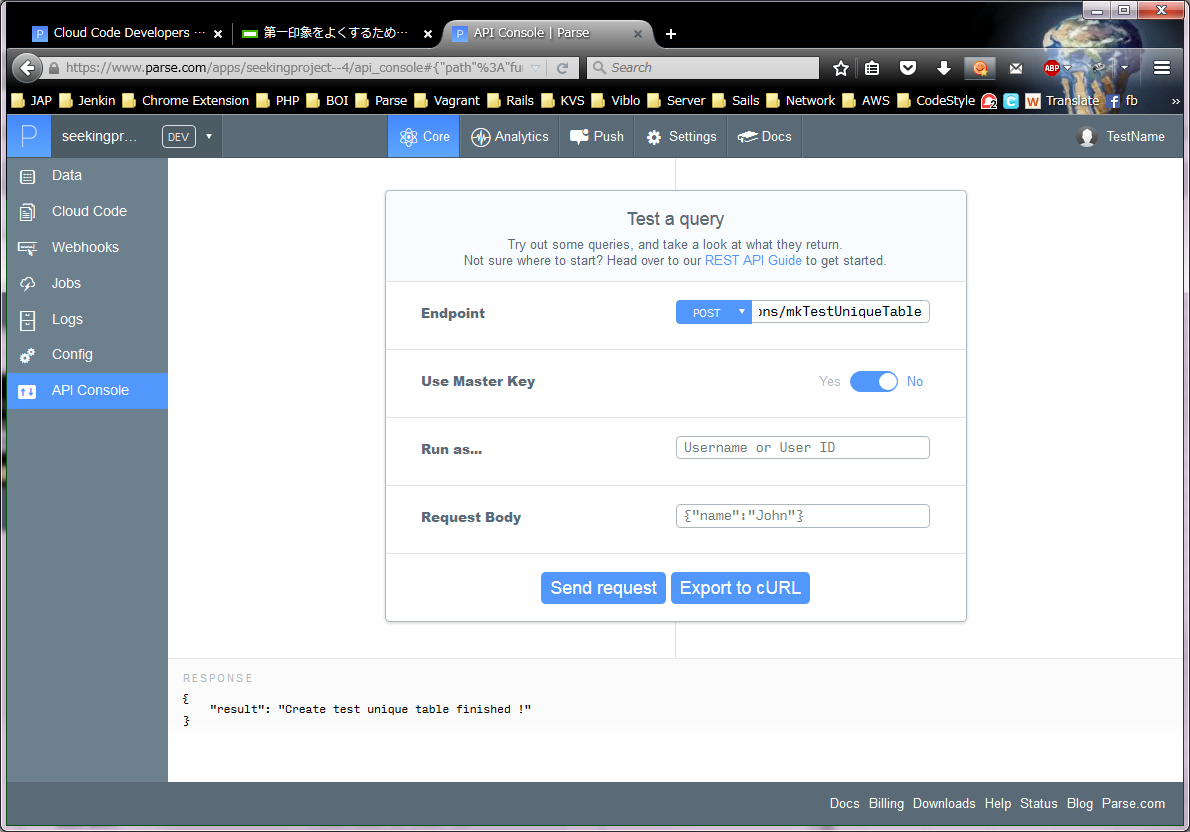 Cloud Code Developers ⋯
第一印象をよくするため⋯
API Console | Parse
https://www.parse.com/apps/seekingproject--4/api_console#{"path"%3A"fu
Search
ABP
JAP
Jenkin
Chrome Extension
PHP
BOI
Parse
Vagrant
Rails
KVS
Viblo
Server
Sails
Network
AWS
CodeStyle
Translate
fb
»
P
seekingpr...
DEV
Core
Analytics
Push
Settings
Docs
TestName
Data
Cloud Code
Webhooks
Jobs
Logs
Config
API Console
Test a query
Try out some queries, and take a look at what they return.
Not sure where to start? Head over to our REST API Guide to get started.
Endpoint
POST
ons/mkTestUniqueTable
Use Master Key
Yes
No
Run as...
Username or User ID
Request Body
{"name":"John"}
Send request
Export to cURL
RESPONSE
{
"result": "Create test unique table finished !"
}
Docs
Billing
Downloads
Help
Status
Blog
Parse.com